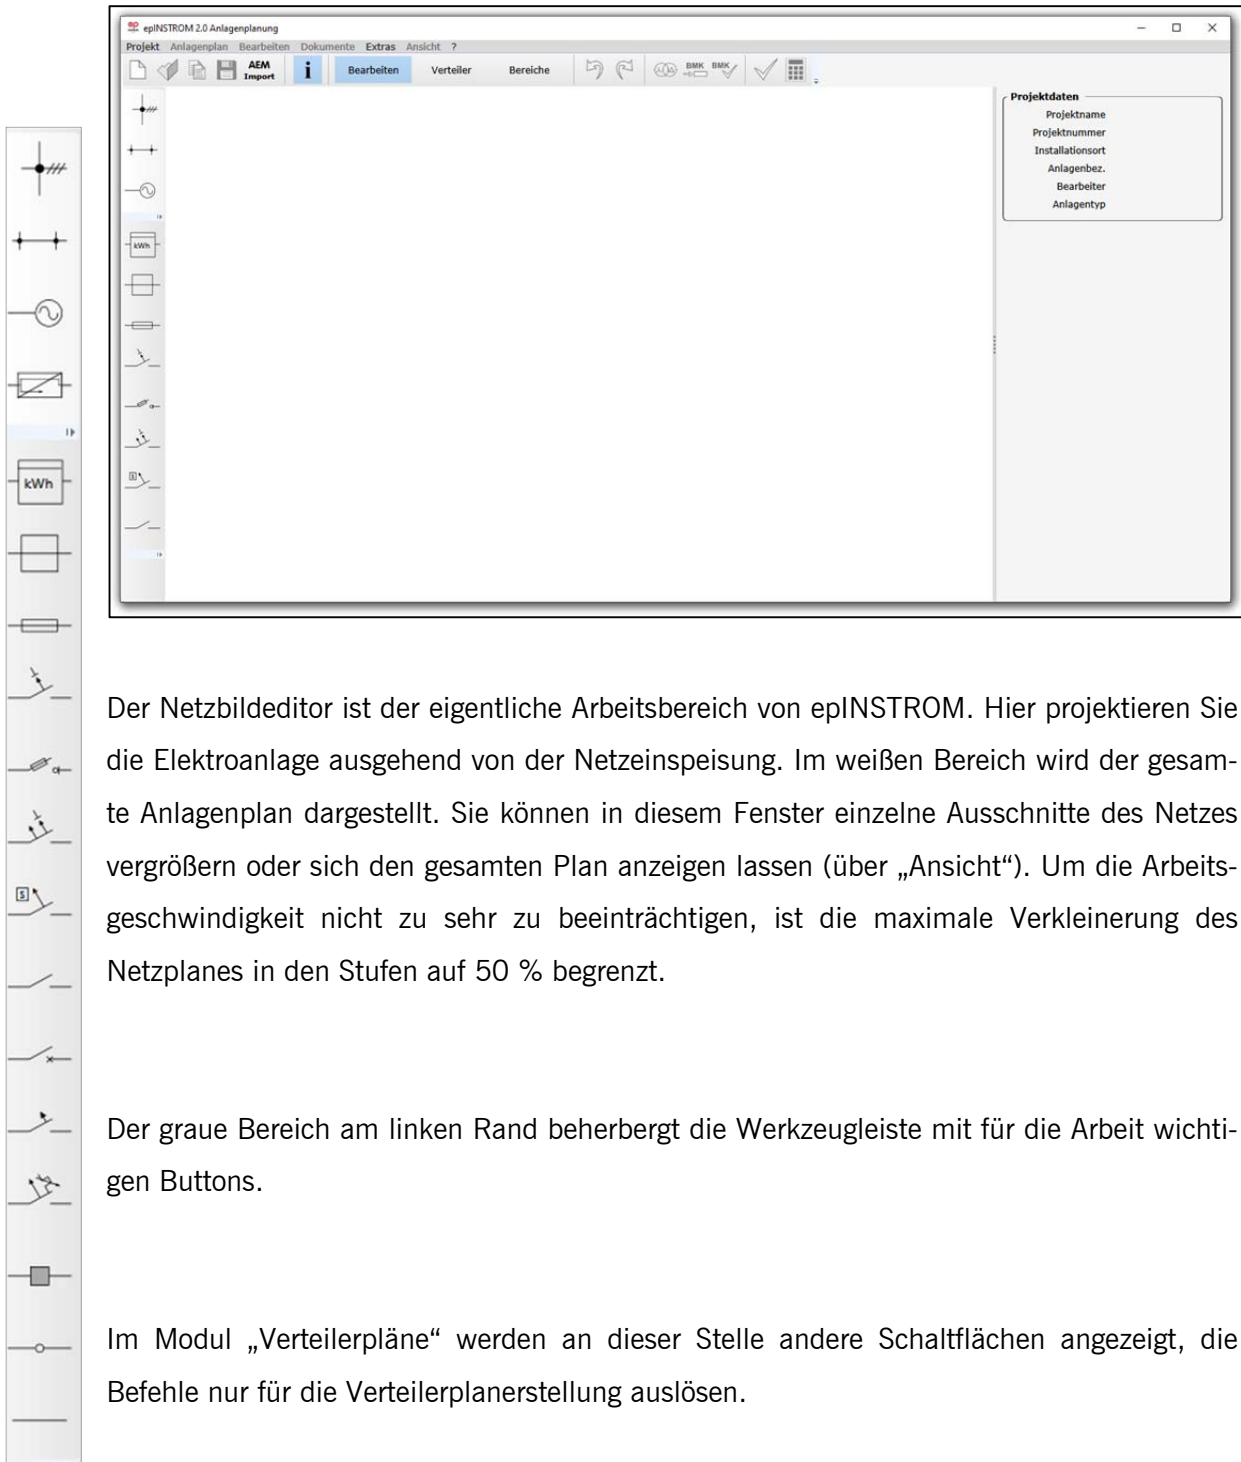 epINSTROM 2.0 Anlagenplanung
Projekt Anlagenplan Bearbeiten Dokumente Extras Ansicht ?
AEM Import i Bearbeiten Verteiler Bereiche BMK BMK
Projektdaten
Projektname
Projektnummer
Installationsort
Anlagenbez.
Bearbeiter
Anlagentyp
kWh
S
kWh
S
Der Netzbildeditor ist der eigentliche Arbeitsbereich von epINSTROM. Hier projektieren Sie
die Elektroanlage ausgehend von der Netzeinspeisung. Im weißen Bereich wird der gesam-
te Anlagenplan dargestellt. Sie können in diesem Fenster einzelne Ausschnitte des Netzes
vergrößern oder sich den gesamten Plan anzeigen lassen (über „Ansicht“). Um die Arbeits-
geschwindigkeit nicht zu sehr zu beeinträchtigen, ist die maximale Verkleinerung des
Netzplanes in den Stufen auf 50 % begrenzt.
Der graue Bereich am linken Rand beherbergt die Werkzeugleiste mit für die Arbeit wichti-
gen Buttons.
Im Modul „Verteilerpläne“ werden an dieser Stelle andere Schaltflächen angezeigt, die
Befehle nur für die Verteilerplanerstellung auslösen.